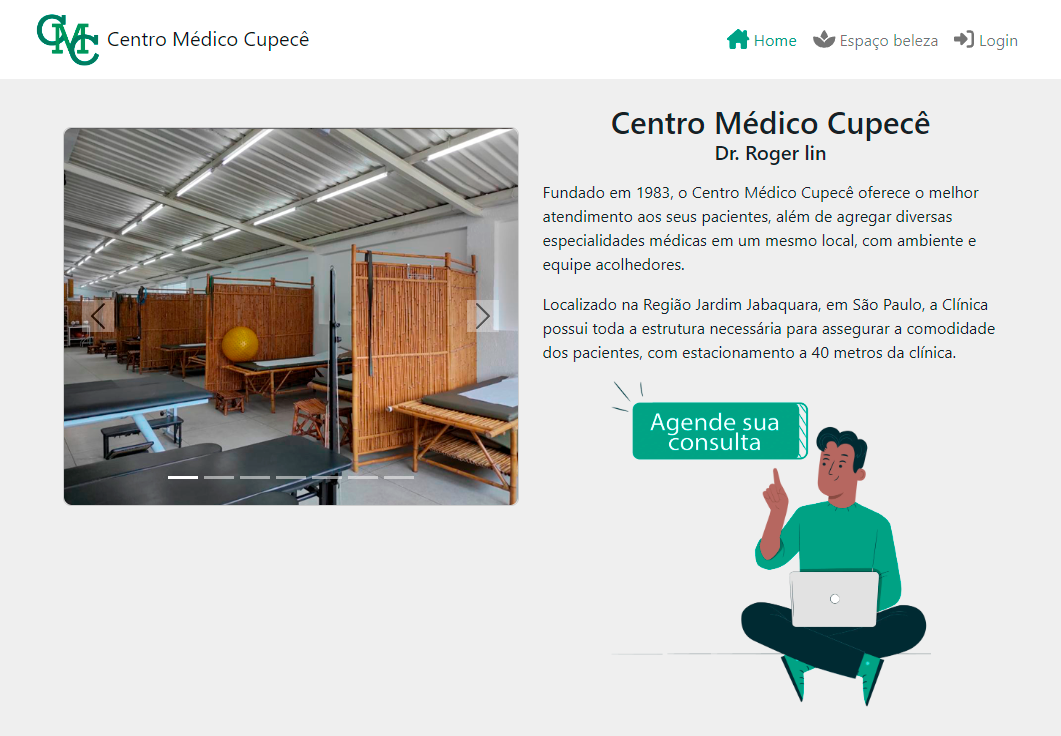 CMC
Centro Médico Cupecê
Home
Espaço beleza
Login
Centro Médico Cupecê
Dr. Roger lin
Fundado em 1983, o Centro Médico Cupecê oferece o melhor
atendimento aos seus pacientes, além de agregar diversas
especialidades médicas em um mesmo local, com ambiente e
equipe acolhedores.
Localizado na Região Jardim Jabaquara, em São Paulo, a Clínica
possui toda a estrutura necessária para assegurar a comodidade
dos pacientes, com estacionamento a 40 metros da clínica.
Agende sua
consulta